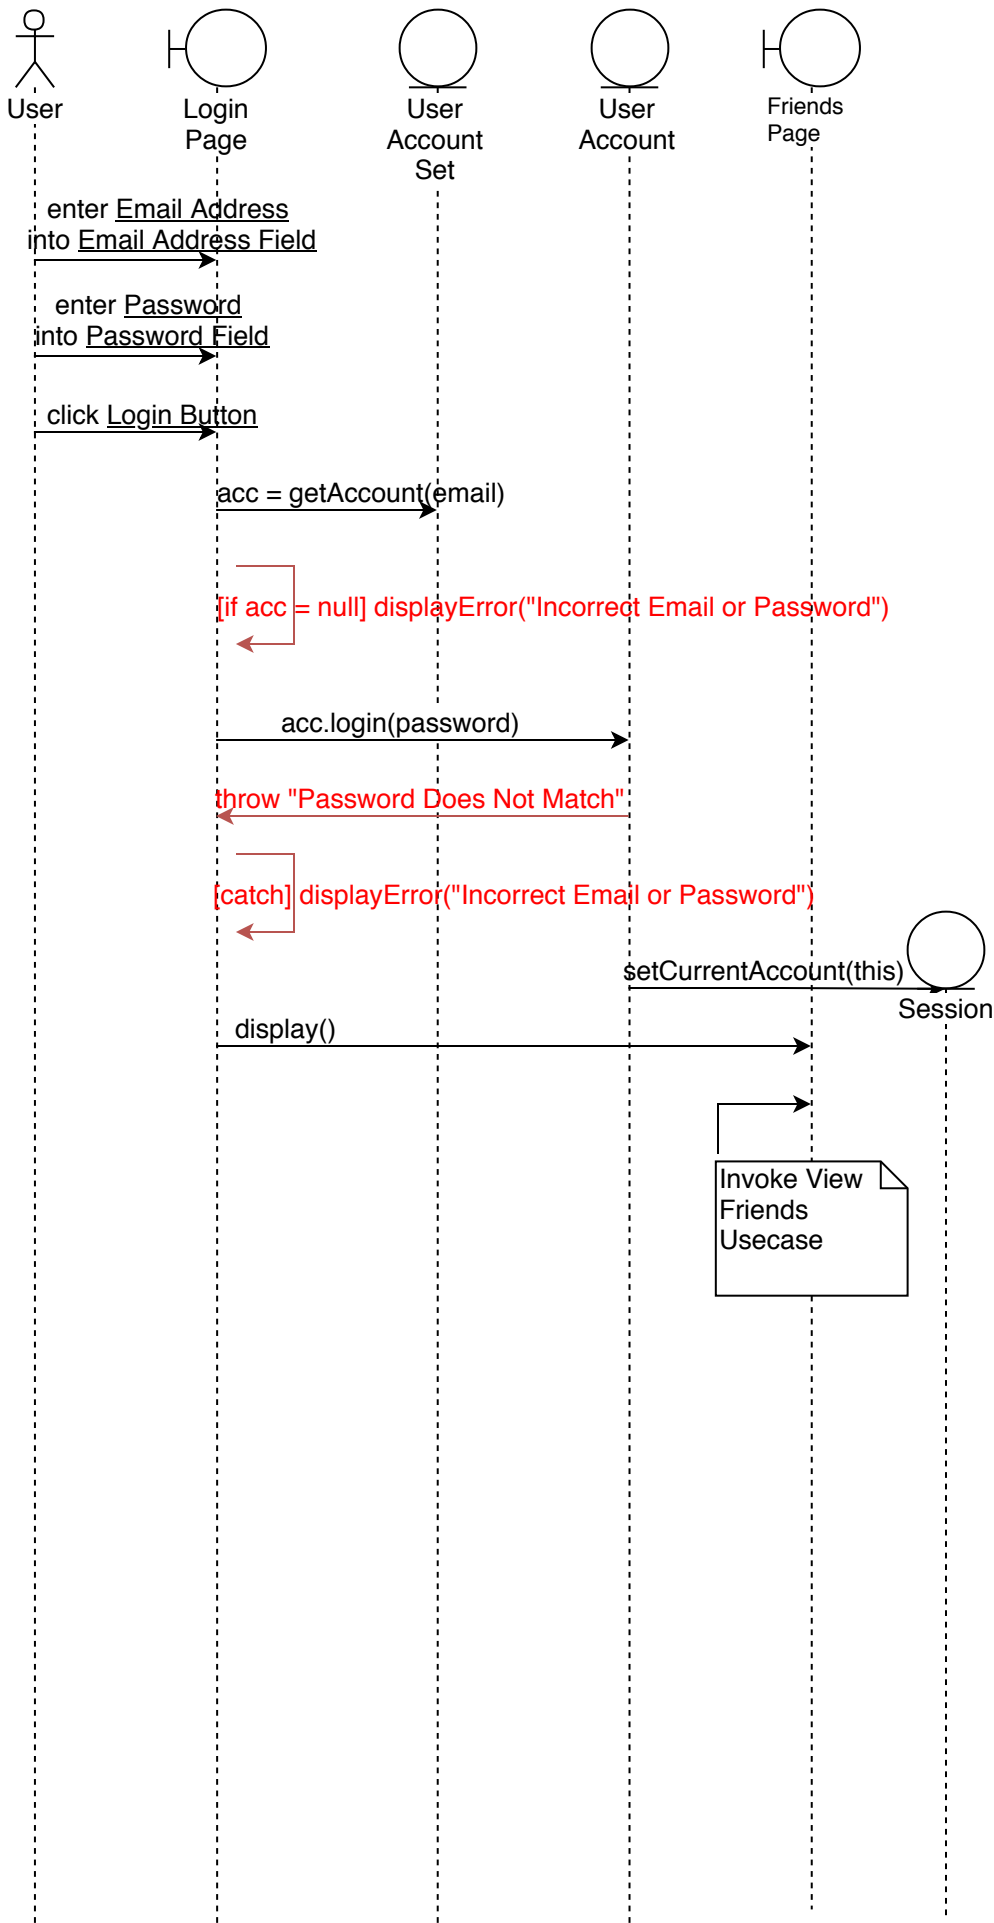 User
Login
Page
User
Account
Set
User
Account
Friends
Page
enter Email Address
into Email Address Field
enter Password
into Password Field
click Login Button
acc = getAccount(email)
[if acc = null] displayError("Incorrect Email or Password")
acc.login(password)
throw "Password Does Not Match"
[catch] displayError("Incorrect Email or Password")
setCurrentAccount(this)
Session
display()
Invoke View
Friends
Usecase